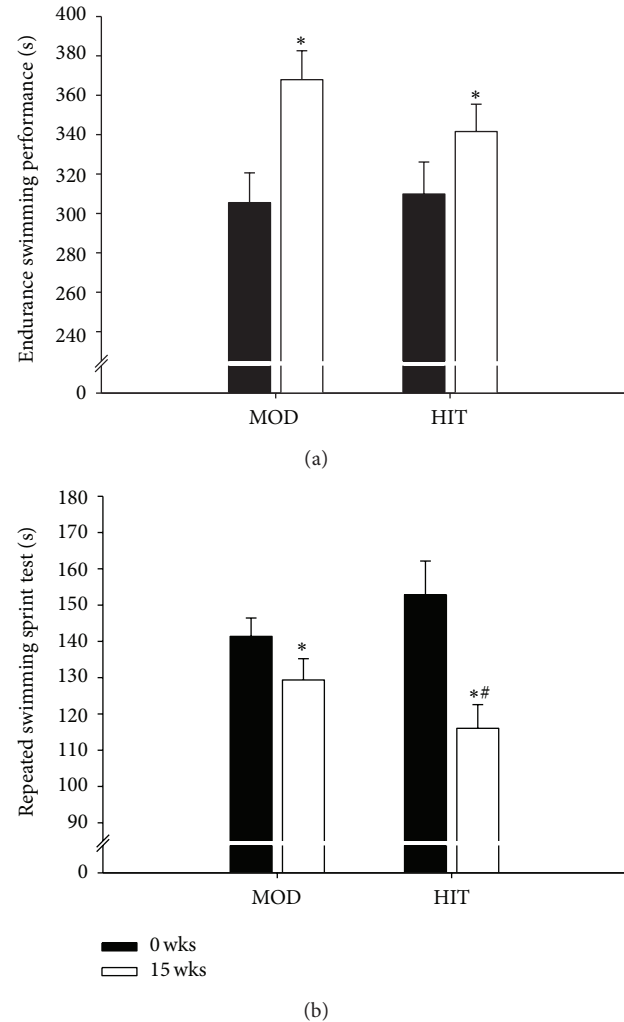 Endurance swimming performance (s)
400
380
360
340
320
300
280
260
240
0
*
*
MOD
HIT
(a)
Repeated swimming sprint test (s)
180
170
160
150
140
130
120
110
100
90
0
*
*#
MOD
HIT
0 wks
15 wks
(b)